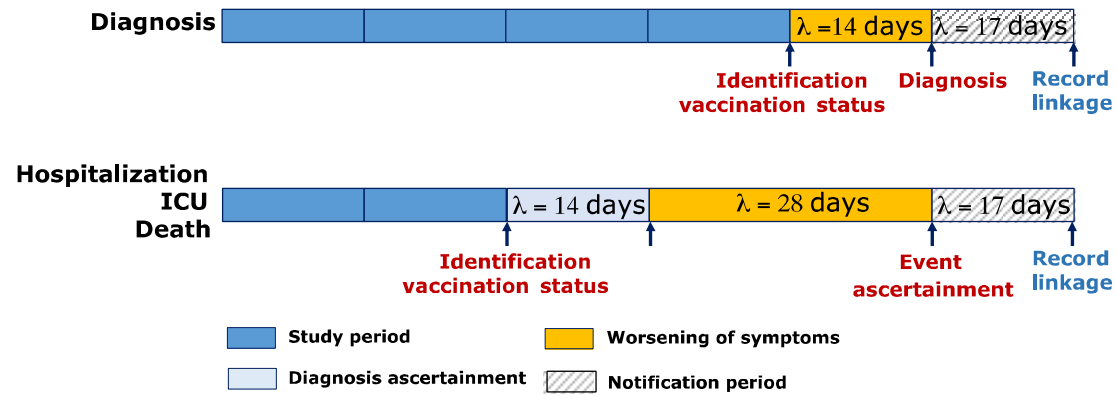 Diagnosis
λ =14 days
λ = 17 days
Identification
vaccination status
Diagnosis
Record
linkage
Hospitalization
ICU
Death
λ = 14 days
λ = 28 days
λ = 17 days
Identification
vaccination status
Event
ascertainment
Record
linkage
Study period
Worsening of symptoms
Diagnosis ascertainment
Notification period